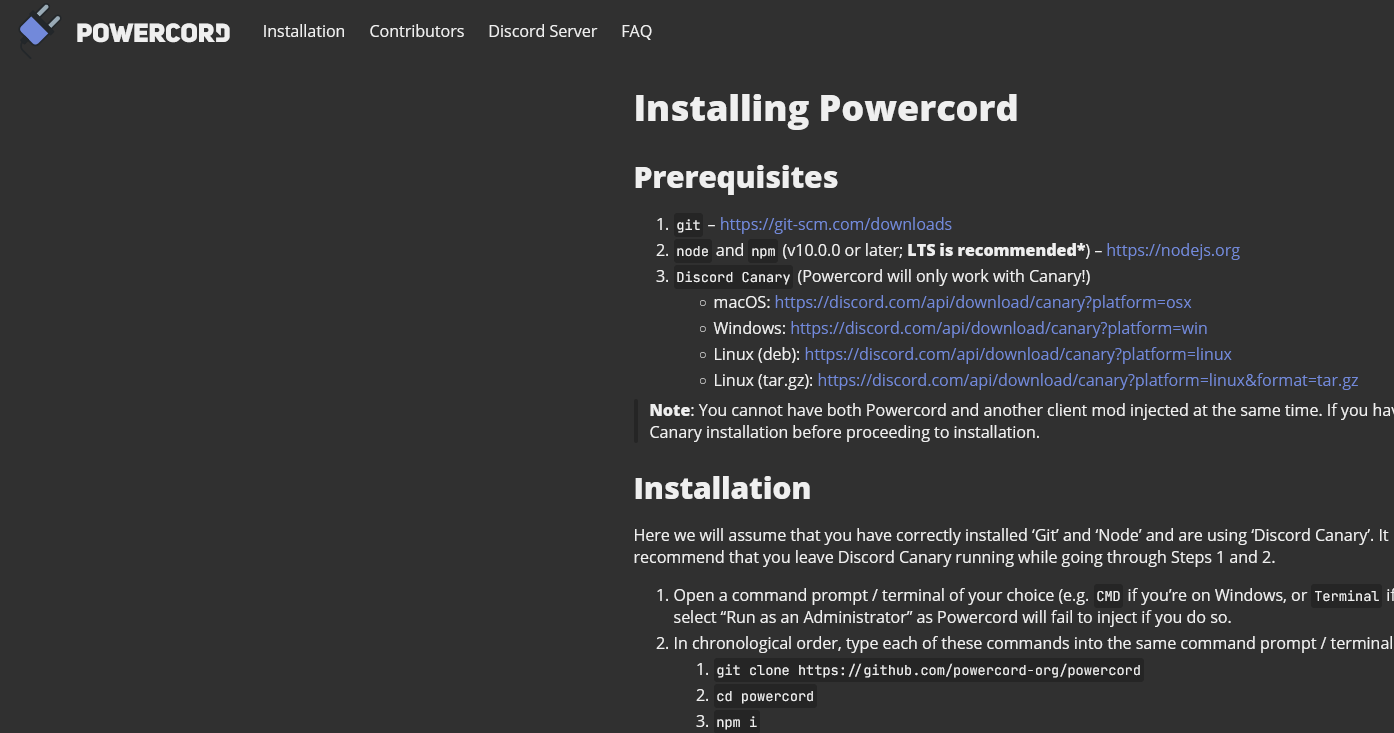 POWERCORD Installation Contributors Discord Server FAQ
Installing Powercord
Prerequisites
1. git – https://git-scm.com/downloads
2. node and npm (v10.0.0 or later; LTS is recommended*) – https://nodejs.org
3. Discord Canary (Powercord will only work with Canary!)
○ macOS: https://discord.com/api/download/canary?platform=osx
○ Windows: https://discord.com/api/download/canary?platform=win
○ Linux (deb): https://discord.com/api/download/canary?platform=linux
○ Linux (tar.gz): https://discord.com/api/download/canary?platform=linux&format=tar.gz
Note: You cannot have both Powercord and another client mod injected at the same time. If you hav
Canary installation before proceeding to installation.
Installation
Here we will assume that you have correctly installed ‘Git’ and ‘Node’ and are using ‘Discord Canary’. It
recommend that you leave Discord Canary running while going through Steps 1 and 2.
1. Open a command prompt / terminal of your choice (e.g. CMD if you’re on Windows, or Terminal if
select “Run as an Administrator” as Powercord will fail to inject if you do so.
2. In chronological order, type each of these commands into the same command prompt / terminal
1. git clone https://github.com/powercord-org/powercord
2. cd powercord
3. npm i